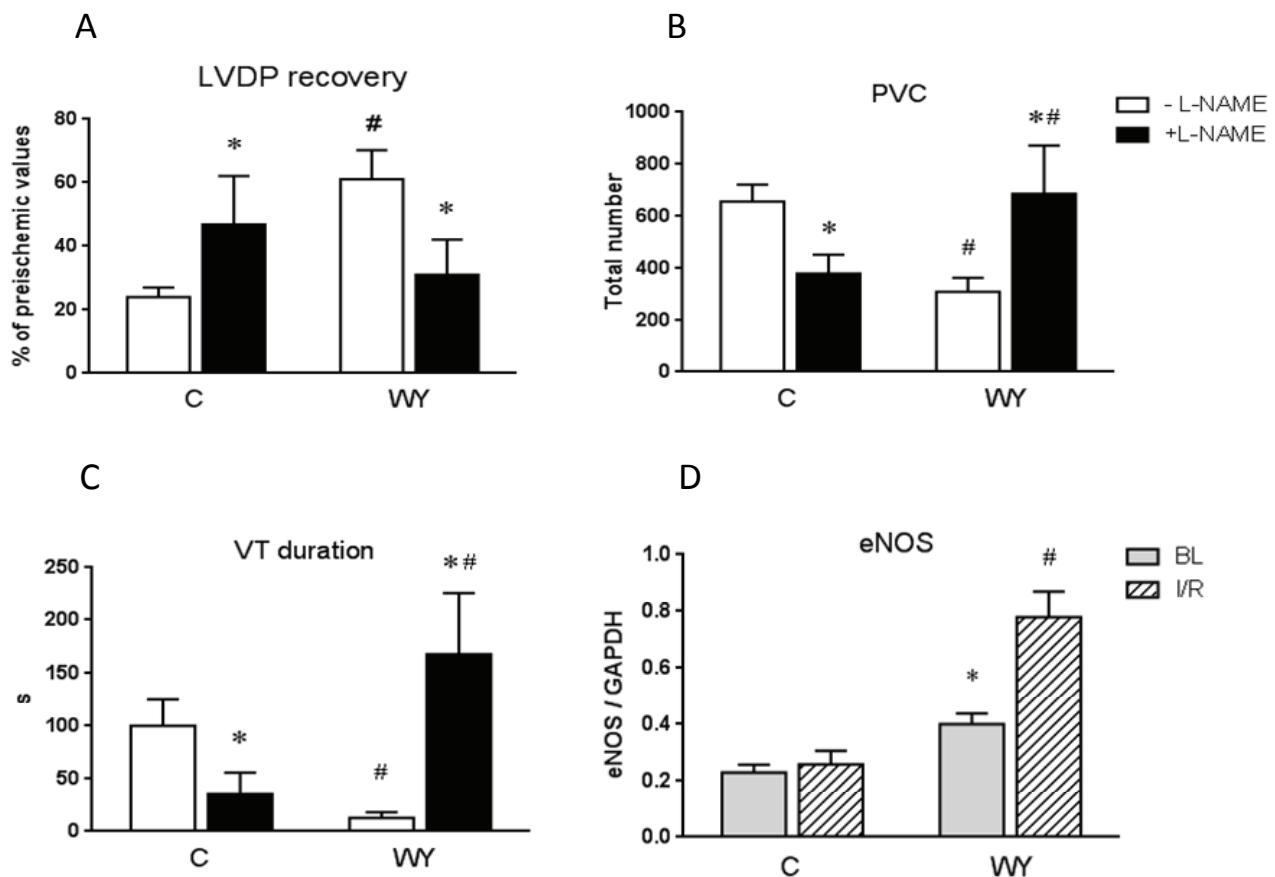 A
LVDP recovery
% of preischemic values
80
60
40
20
0
*
#
*
C
WY
B
PVC
Total number
1000
800
600
400
200
0
*
#
*#
C
WY
- L-NAME
+L-NAME
C
VT duration
s
250
200
150
100
50
0
*
#
*#
C
WY
D
eNOS
eNOS / GAPDH
1.0
0.8
0.6
0.4
0.2
0.0
*
#
C
WY
BL
I/R